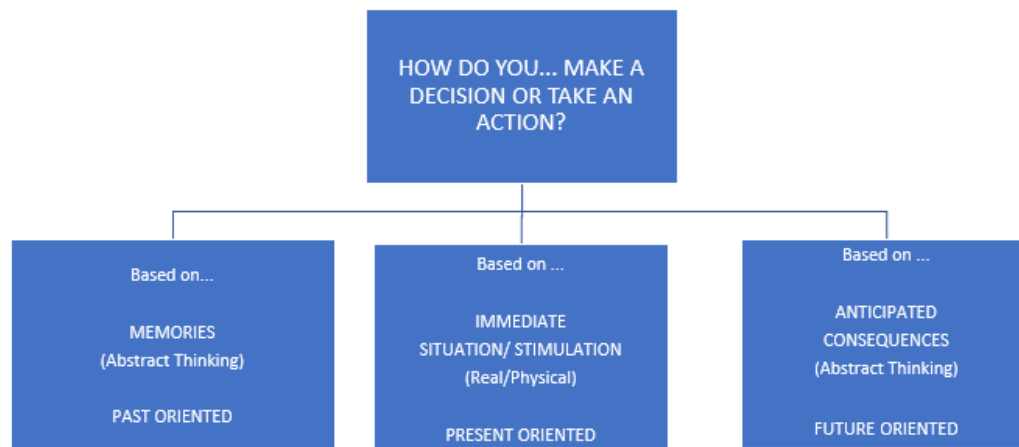 HOW DO YOU... MAKE A
DECISION OR TAKE AN
ACTION?
Based on...
MEMORIES
(Abstract Thinking)
PAST ORIENTED
Based on ...
IMMEDIATE
SITUATION/ STIMULATION
(Real/Physical)
PRESENT ORIENTED
Based on ...
ANTICIPATED
CONSEQUENCES
(Abstract Thinking)
FUTURE ORIENTED